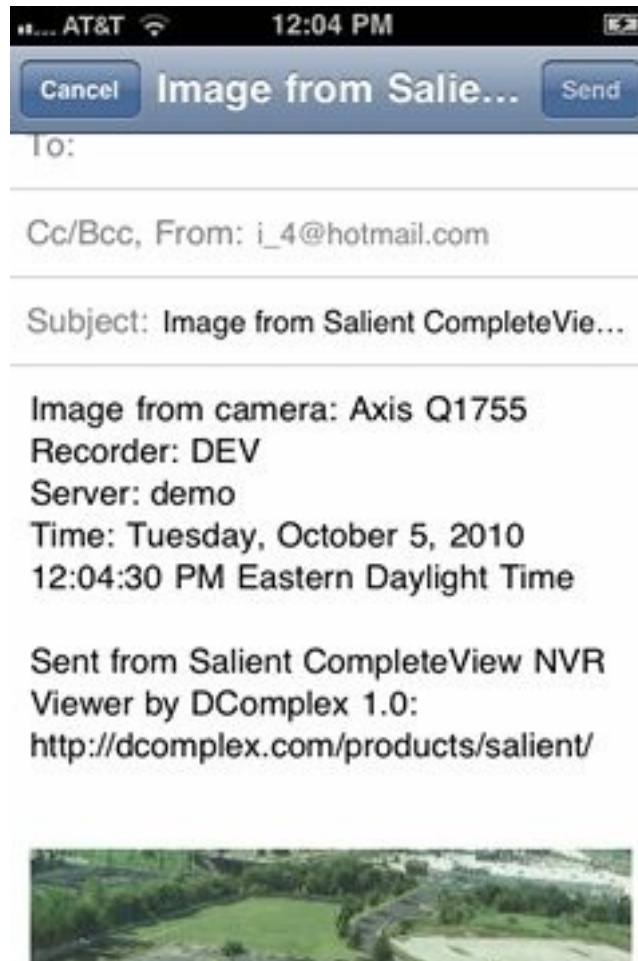 ... AT&T 12:04 PM
Cancel Image from Salie... Send
To:
Cc/Bcc, From: i_4@hotmail.com
Subject: Image from Salient CompleteVie...
Image from camera: Axis Q1755
Recorder: DEV
Server: demo
Time: Tuesday, October 5, 2010
12:04:30 PM Eastern Daylight Time
Sent from Salient CompleteView NVR
Viewer by DComplex 1.0:
http://dcomplex.com/products/salient/